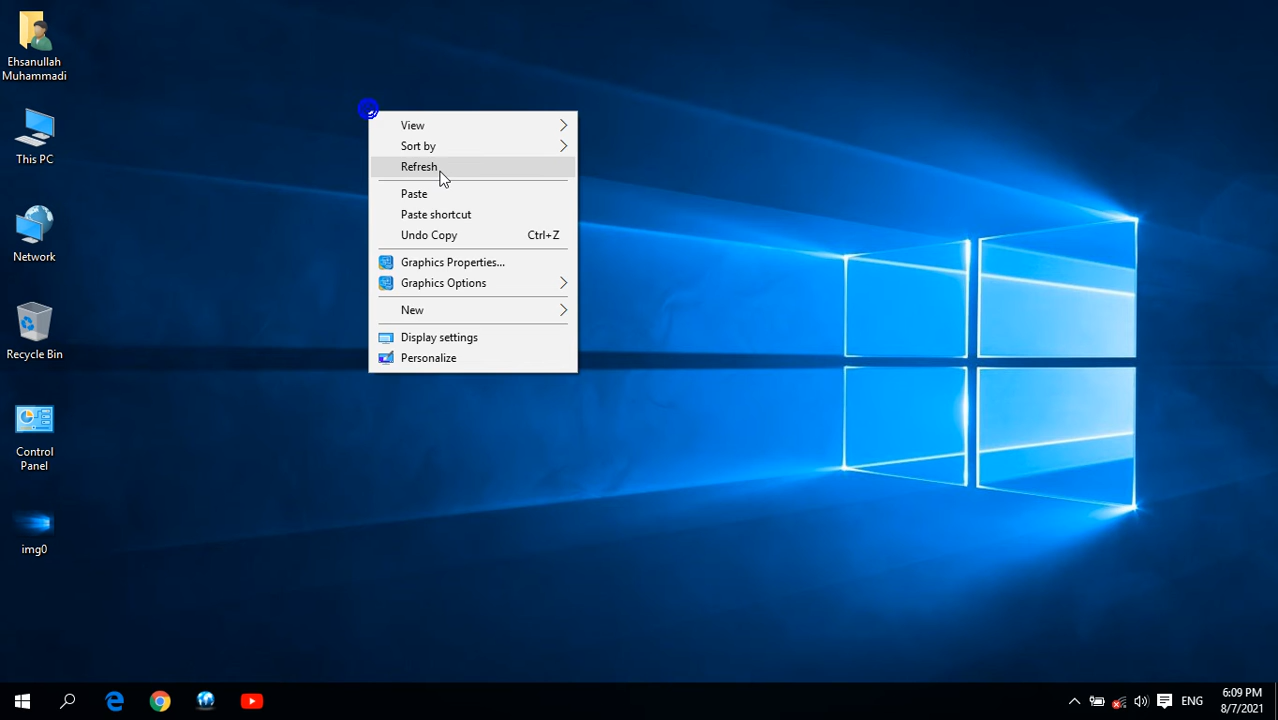 Ehsanullah
Muhammadi
This PC
Network
Recycle Bin
Control
Panel
img0
View
Sort by
Refresh
Paste
Paste shortcut
Undo Copy Ctrl+Z
Graphics Properties...
Graphics Options
New
Display settings
Personalize
ENG
6:09 PM
8/7/2021